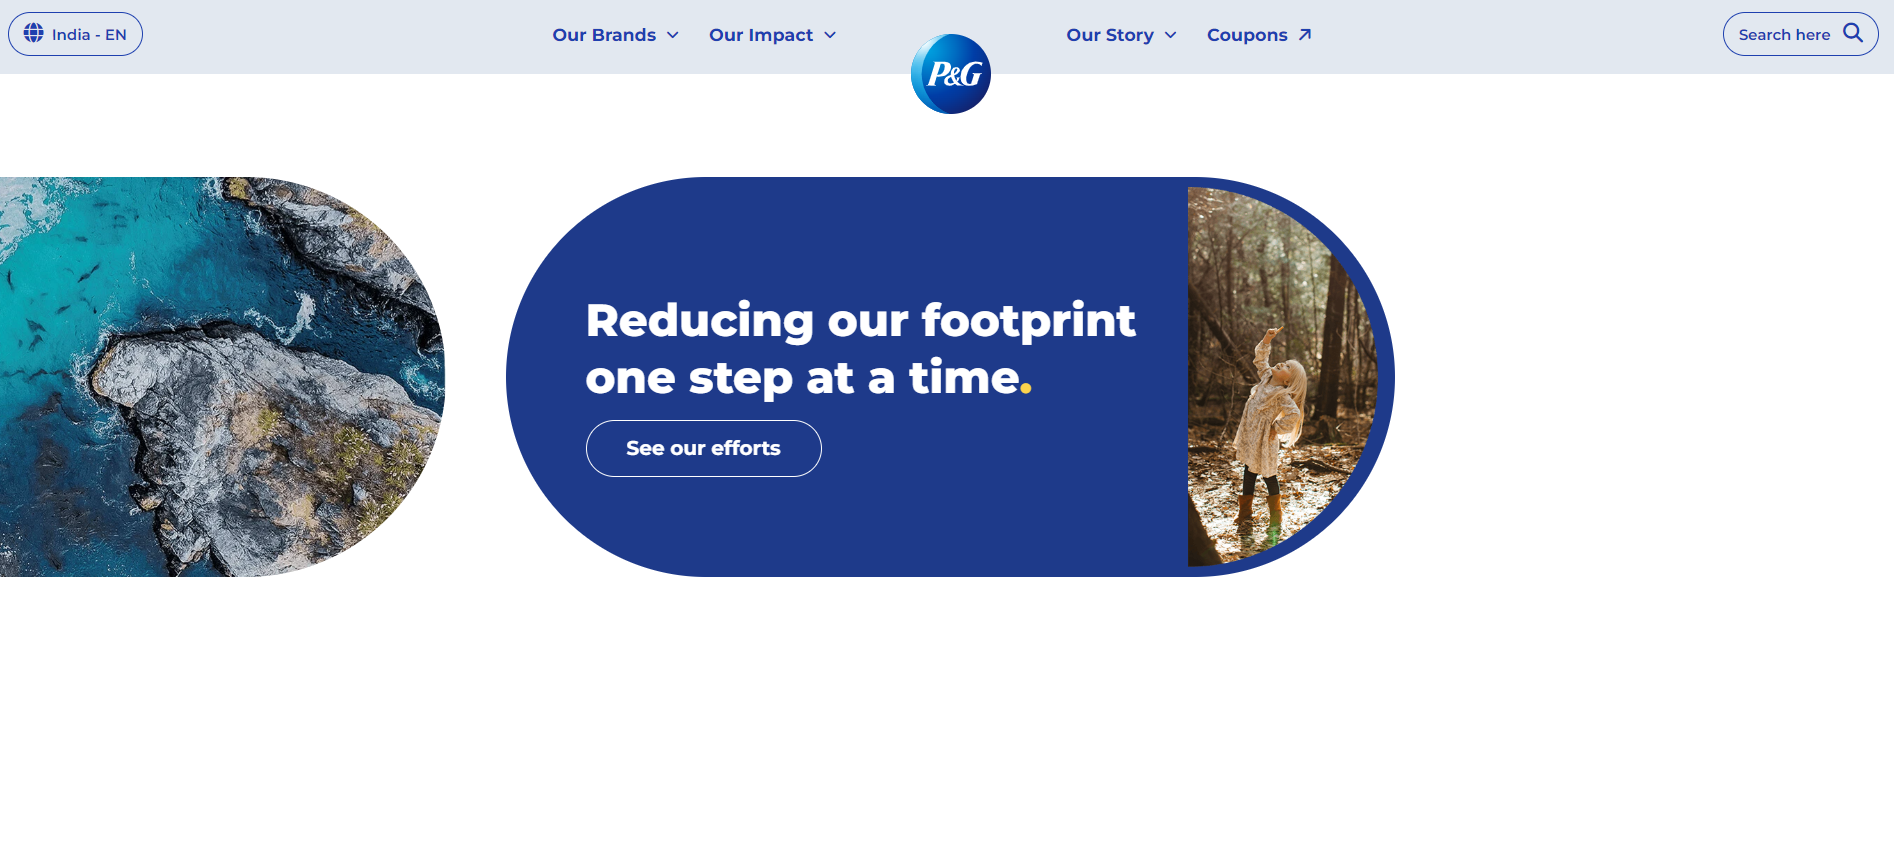 India - EN
Our Brands
Our Impact
P&G
Our Story
Coupons
Search here
Reducing our footprint
one step at a time.
See our efforts